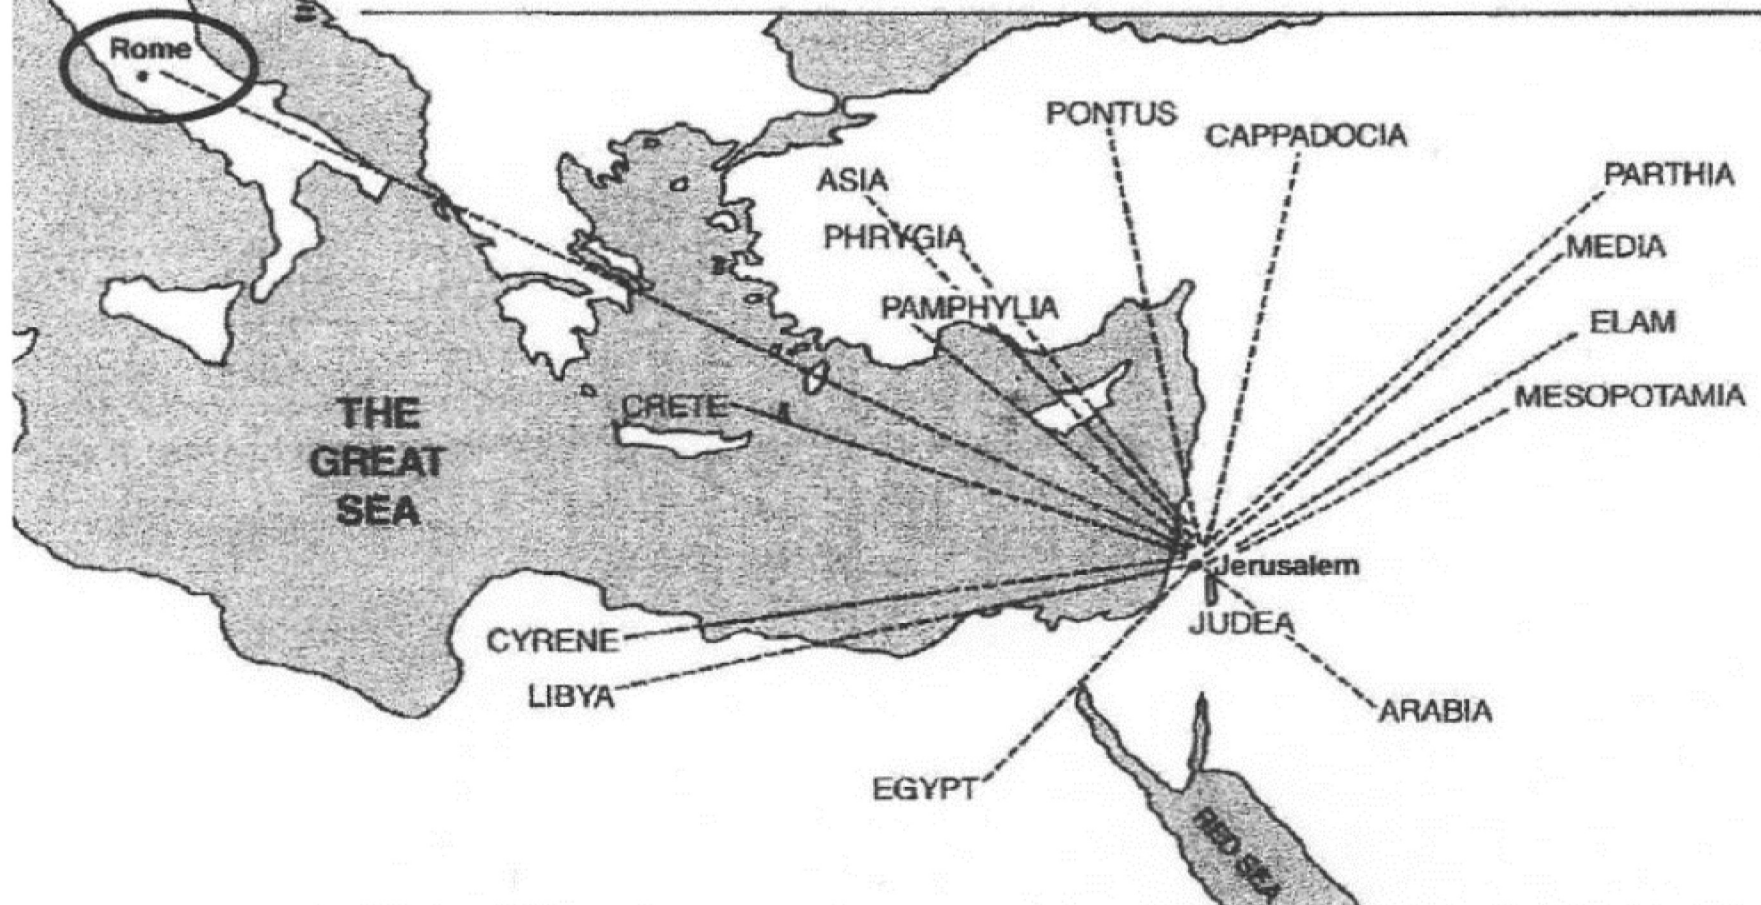 Rome
PONTUS
CAPPADOCIA
ASIA
PARTHIA
PHRYGIA
MEDIA
PAMPHYLIA
ELAM
CRETE
MESOPOTAMIA
THE
GREAT
SEA
Jerusalem
JUDEA
CYRENE
LIBYA
ARABIA
EGYPT
RED SEA